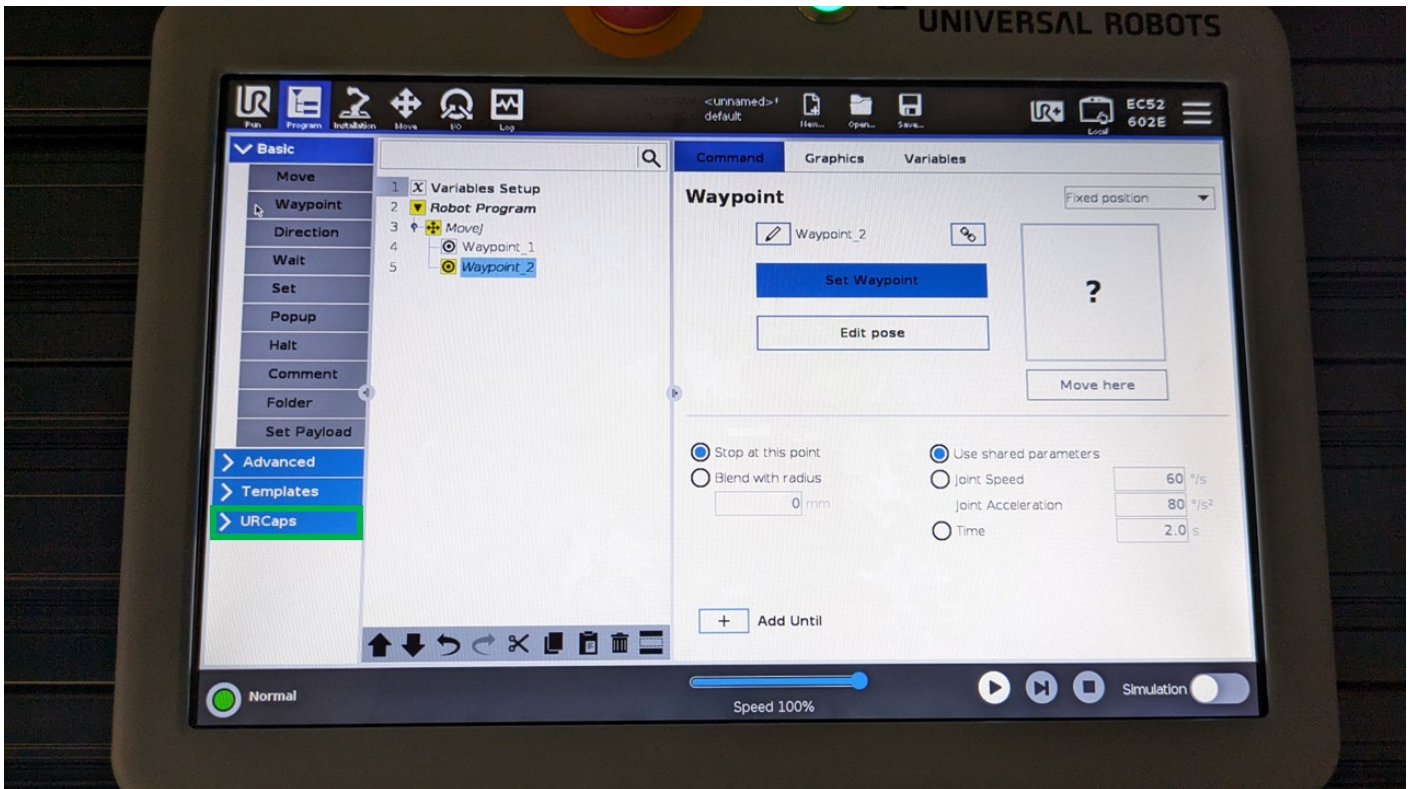 UNIVERSAL ROBOTS
UR
Run
Program
Installation
Move
I/O
Log
<unnamed>*
default
New...
Open...
Save...
UR+
Local
EC52
602E
Basic
Move
Waypoint
Direction
Wait
Set
Popup
Halt
Comment
Folder
Set Payload
Advanced
Templates
URCaps
1 X Variables Setup
2 Robot Program
3 MoveJ
4 Waypoint_1
5 Waypoint_2
Command Graphics Variables
Waypoint
Fixed position
Waypoint_2
Set Waypoint
Edit pose
?
Move here
Stop at this point
Blend with radius
0 mm
Use shared parameters
Joint Speed 60 °/s
Joint Acceleration 80 °/s²
Time 2.0 s
+ Add Until
Normal
Speed 100%
Simulation